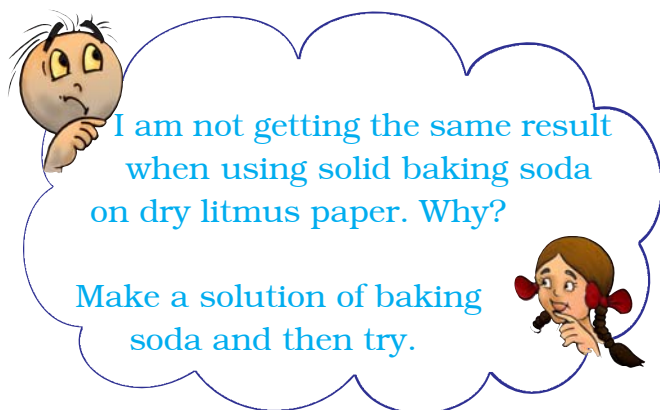 I am not getting the same result
when using solid baking soda
on dry litmus paper. Why?
Make a solution of baking
soda and then try.